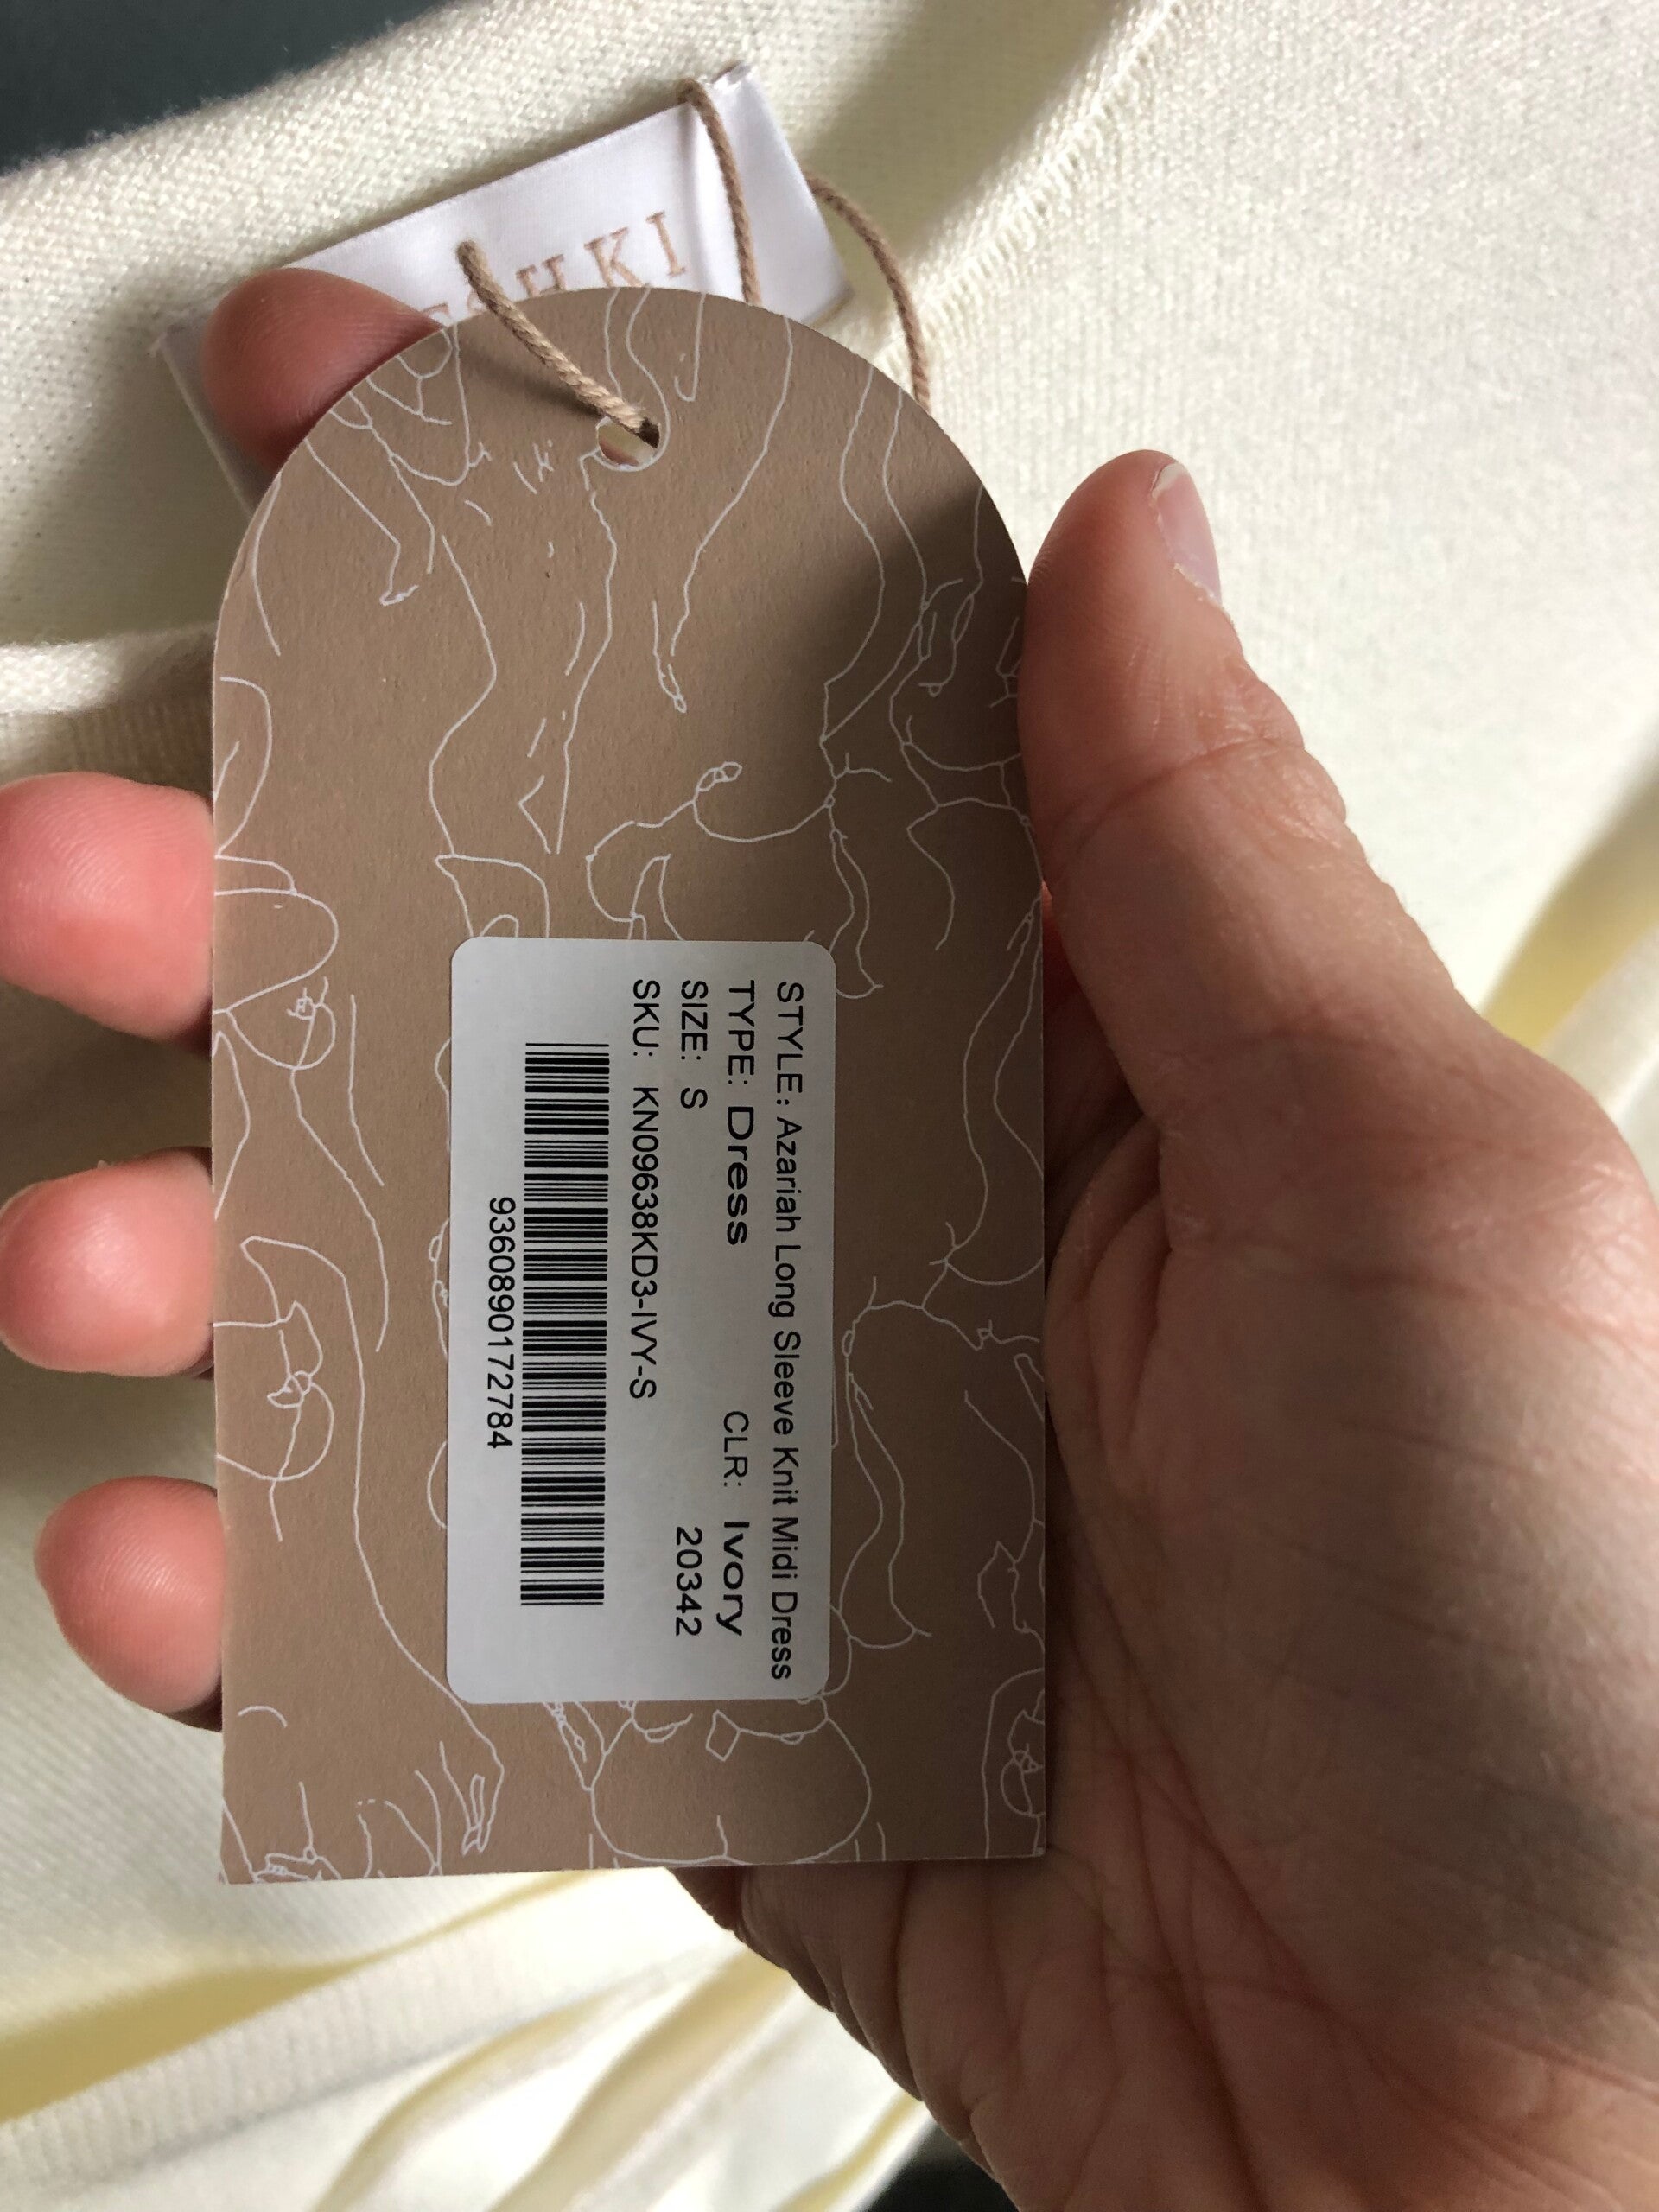 STYLE: Azariah Long Sleeve Knit Midi Dress
TYPE: Dress CLR: Ivory
SIZE: S 20342
SKU: KN09638KD3-IVY-S
9360890172784